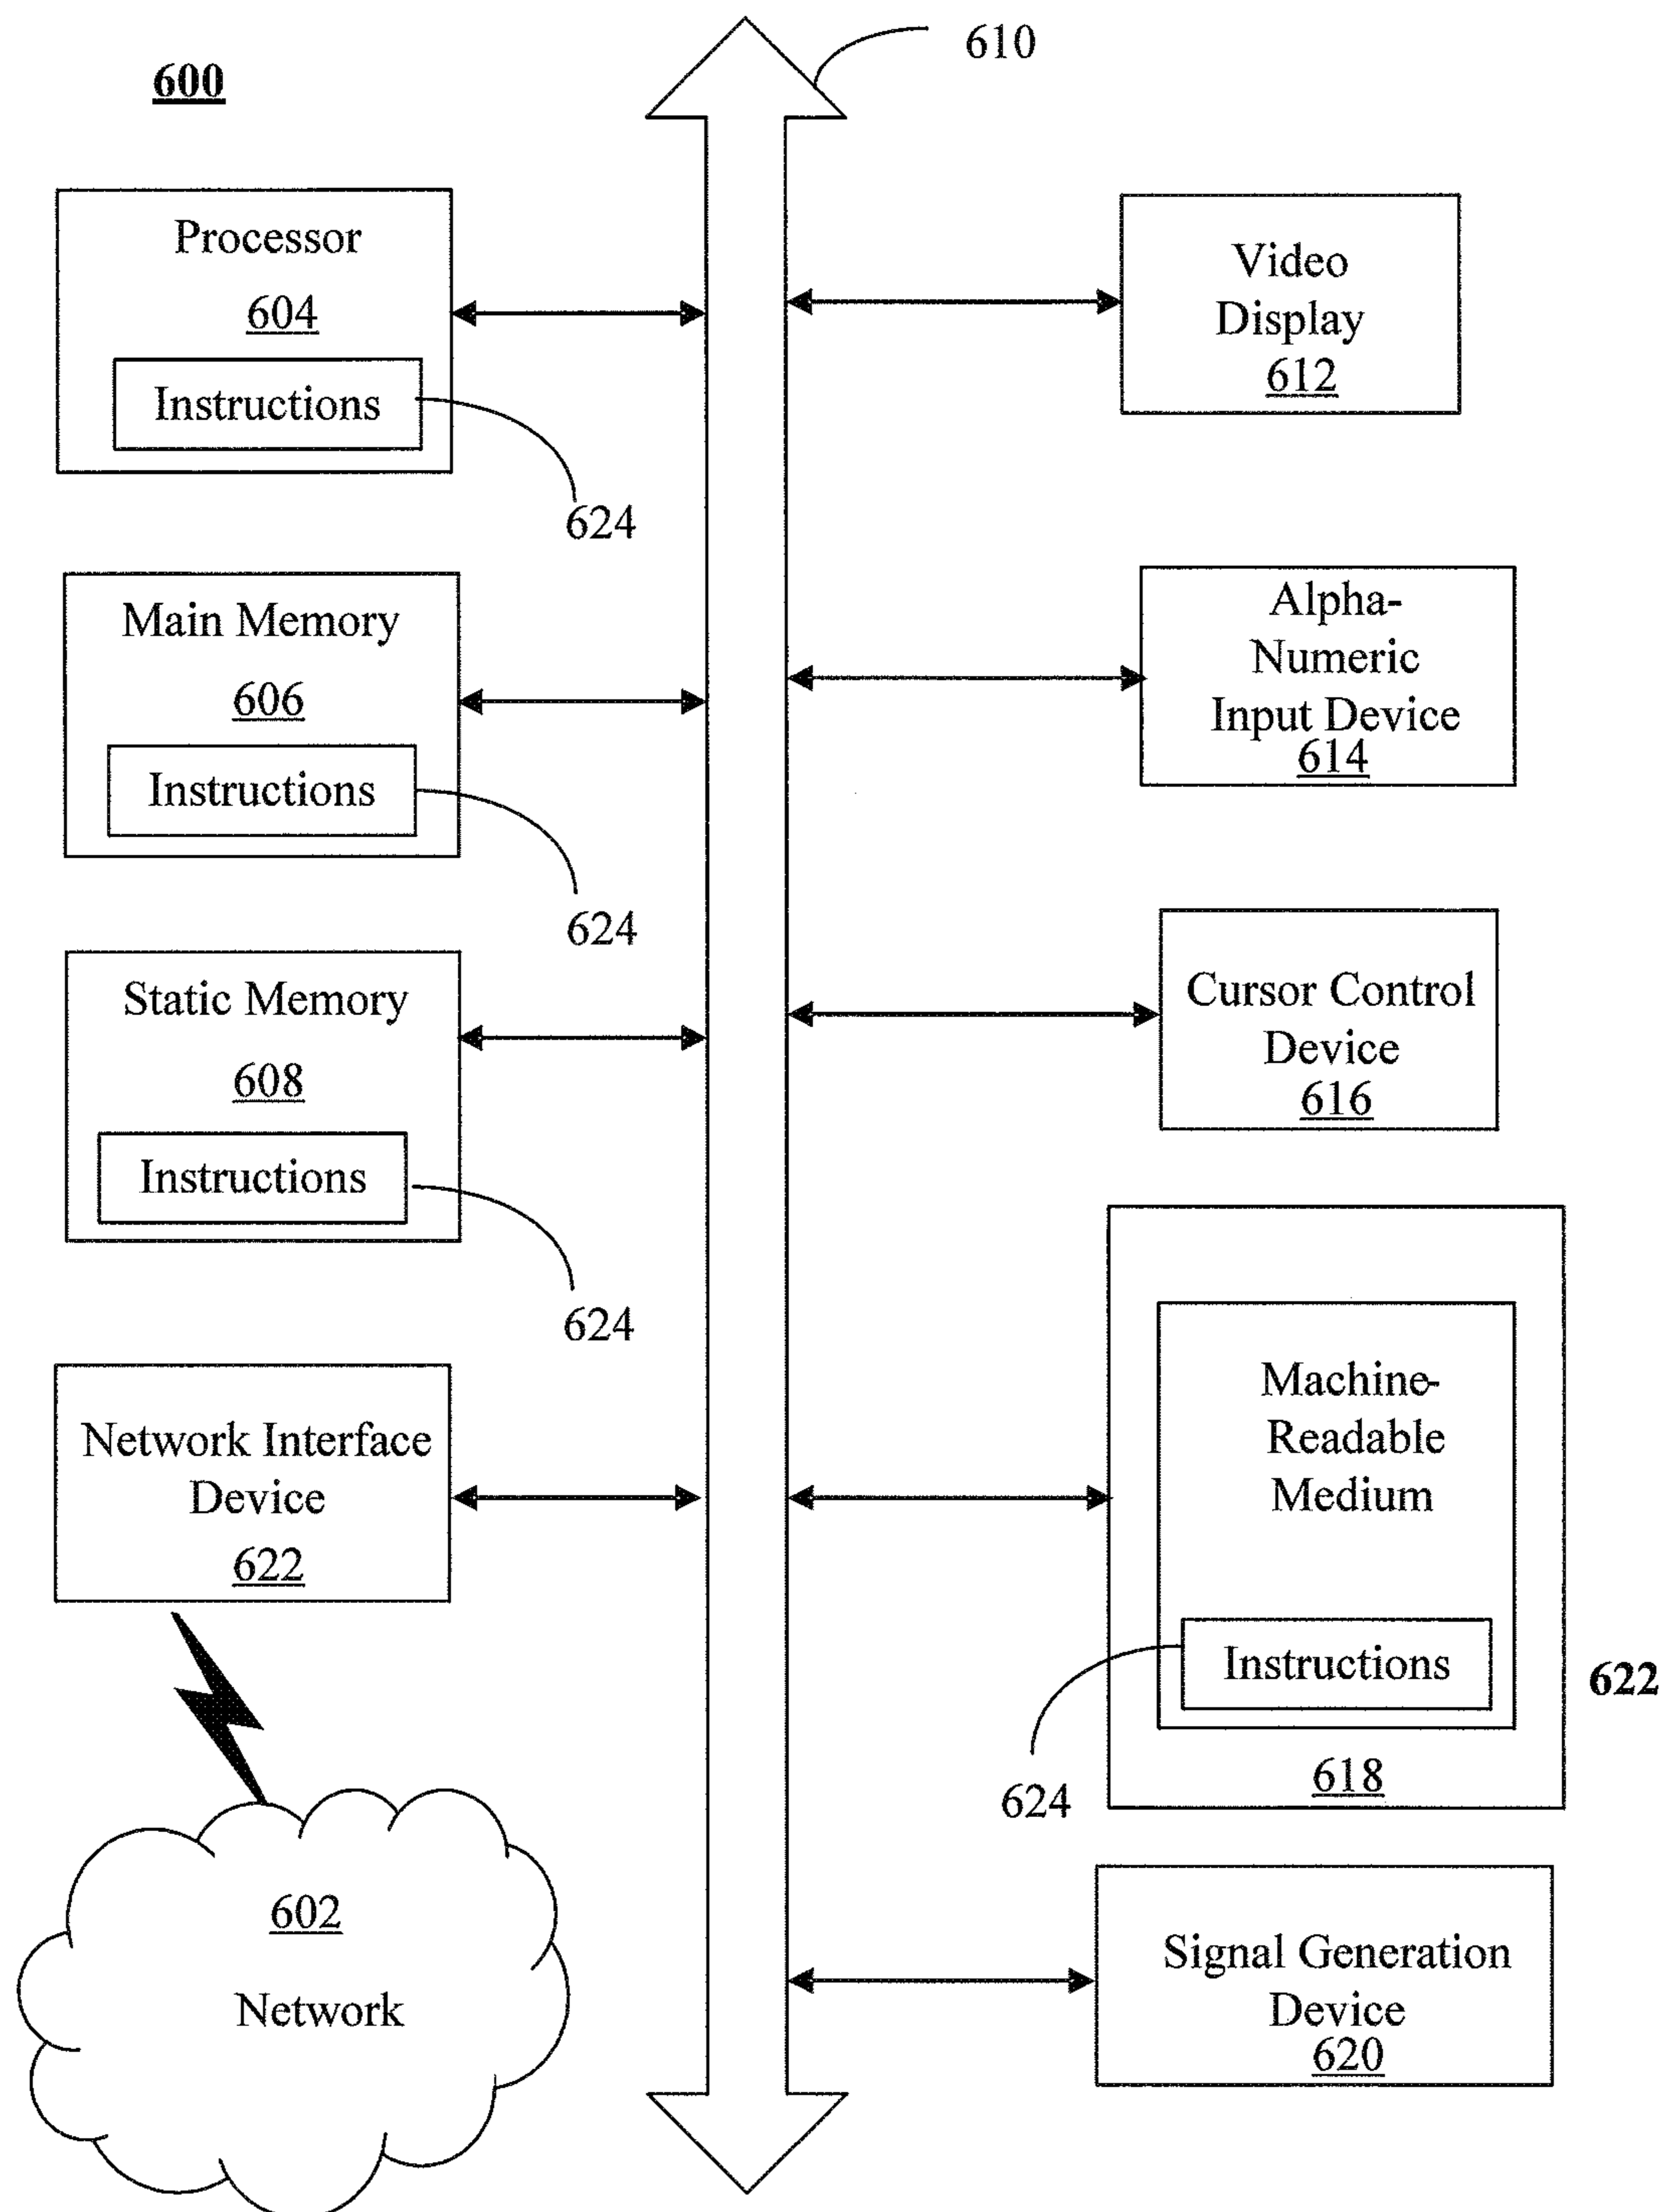 600
610
Processor
604
Instructions
624
Main Memory
606
Instructions
624
Static Memory
608
Instructions
624
Network Interface
Device
622
602
Network
Video
Display
612
Alpha-
Numeric
Input Device
614
Cursor Control
Device
616
Machine-
Readable
Medium
Instructions
622
618
624
Signal Generation
Device
620